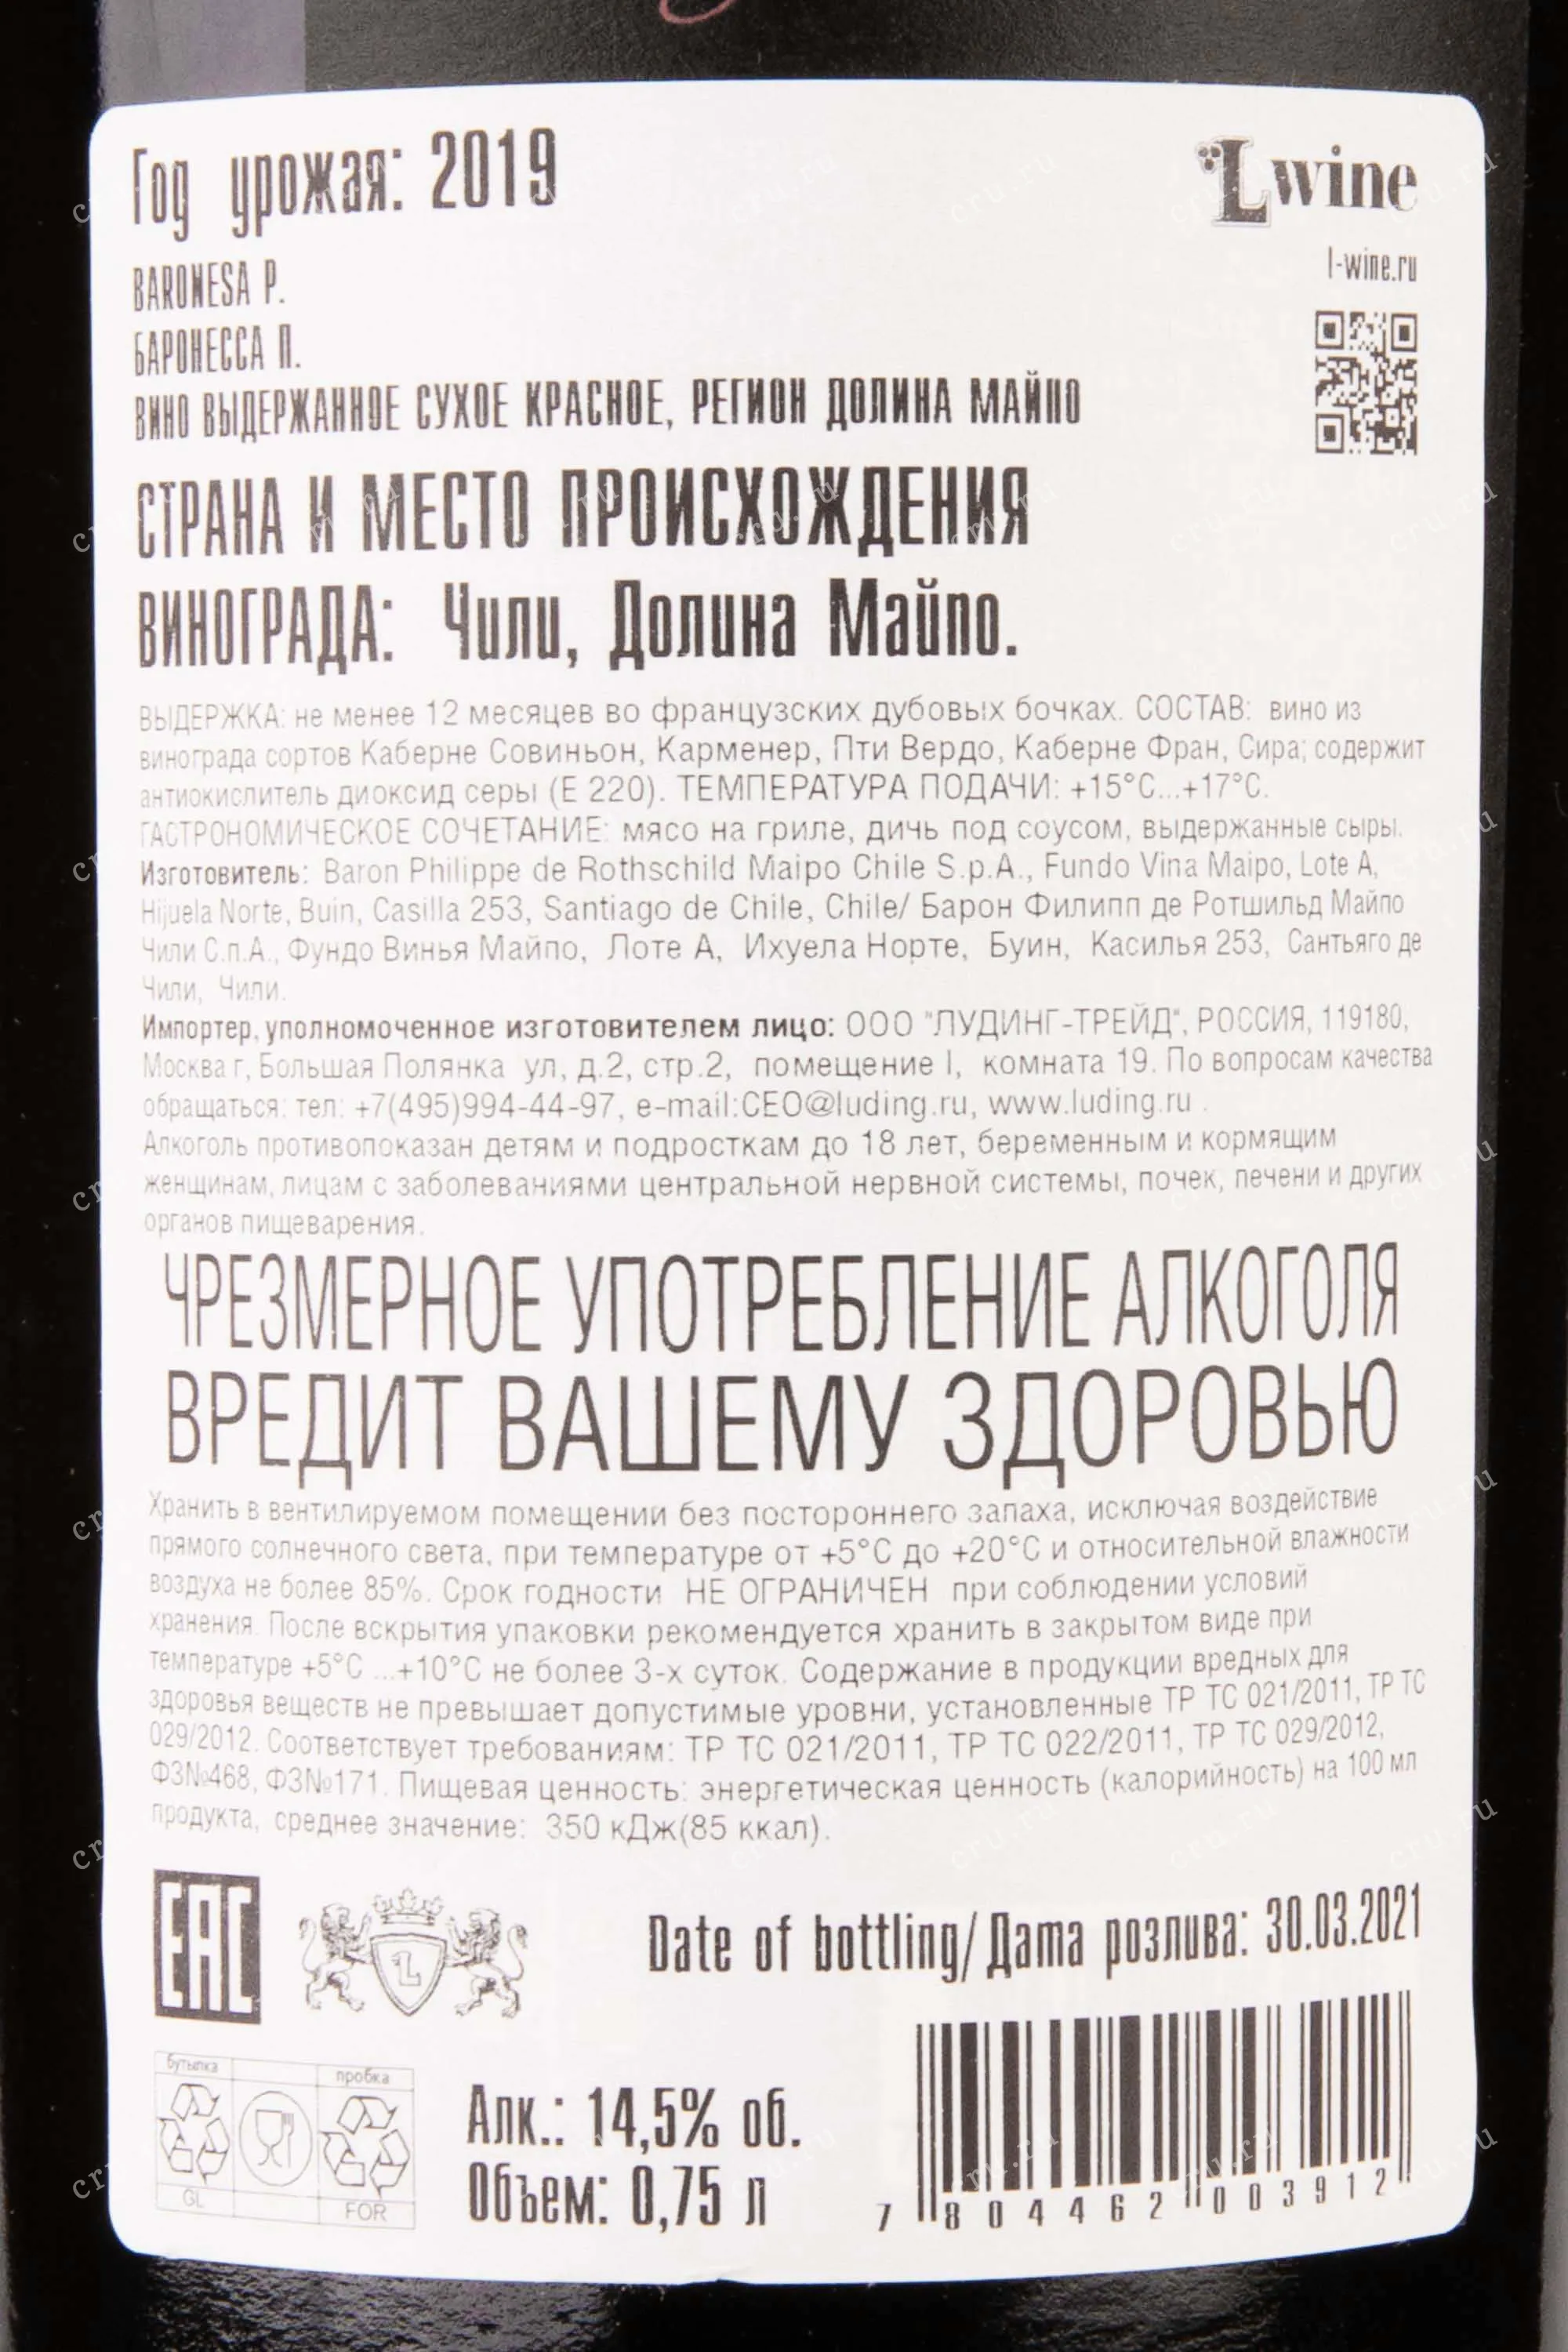 Год урожая: 2019
L wine
l-wine.ru
BARONESA P.
БАРОНЕССА П.
ВИНО ВЫДЕРЖАННОЕ СУХОЕ КРАСНОЕ, РЕГИОН ДОЛИНА МАЙПО
СТРАНА И МЕСТО ПРОИСХОЖДЕНИЯ
ВИНОГРАДА: Чили, Долина Майпо.
ВЫДЕРЖКА: не менее 12 месяцев во французских дубовых бочках. СОСТАВ: вино из
винограда сортов Каберне Совиньон, Карменер, Пти Вердо, Каберне Фран, Сира; содержит
антиокислитель диоксид серы (Е 220). ТЕМПЕРАТУРА ПОДАЧИ: +15°С...+17°С.
ГАСТРОНОМИЧЕСКОЕ СОЧЕТАНИЕ: мясо на гриле, дичь под соусом, выдержанные сыры.
Изготовитель: Baron Philippe de Rothschild Maipo Chile S.p.A., Fundo Vina Maipo, Lote A,
Hijuela Norte, Buin, Casilla 253, Santiago de Chile, Chile/ Барон Филипп де Ротшильд Майпо
Чили С.п.А., Фундо Винья Майпо, Лоте А, Ихуела Норте, Буин, Касилья 253, Сантьяго де
Чили, Чили.
Импортер, уполномоченное изготовителем лицо: ООО "ЛУДИНГ-ТРЕЙД", РОССИЯ, 119180,
Москва г, Большая Полянка ул, д.2, стр.2, помещение I, комната 19. По вопросам качества
обращаться: тел: +7(495)994-44-97, e-mail:CEO@luding.ru, www.luding.ru .
Алкоголь противопоказан детям и подросткам до 18 лет, беременным и кормящим
женщинам, лицам с заболеваниями центральной нервной системы, почек, печени и других
органов пищеварения.
ЧРЕЗМЕРНОЕ УПОТРЕБЛЕНИЕ АЛКОГОЛЯ
ВРЕДИТ ВАШЕМУ ЗДОРОВЬЮ
Хранить в вентилируемом помещении без постороннего запаха, исключая воздействие
прямого солнечного света, при температуре от +5°С до +20°С и относительной влажности
воздуха не более 85%. Срок годности НЕ ОГРАНИЧЕН при соблюдении условий
хранения. После вскрытия упаковки рекомендуется хранить в закрытом виде при
температуре +5°С ...+10°С не более 3-х суток. Содержание в продукции вредных для
здоровья веществ не превышает допустимые уровни, установленные ТР ТС 021/2011, ТР ТС
029/2012. Соответствует требованиям: ТР ТС 021/2011, ТР ТС 022/2011, ТР ТС 029/2012,
ФЗ№468, ФЗ№171. Пищевая ценность: энергетическая ценность (калорийность) на 100 мл
продукта, среднее значение: 350 кДж(85 ккал).
EAC
L
Date of bottling/ Дата розлива: 30.03.2021
бутылка
пробка
GL
FOR
Алк.: 14,5% об.
Объем: 0,75 л
7 804462 003912